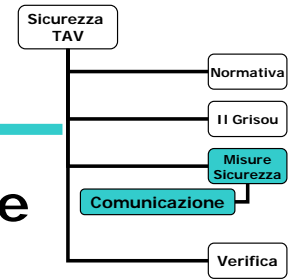 Sicurezza
TAV
Normativa
Il Grisou
Misure
Sicurezza
Comunicazione
e
Verifica